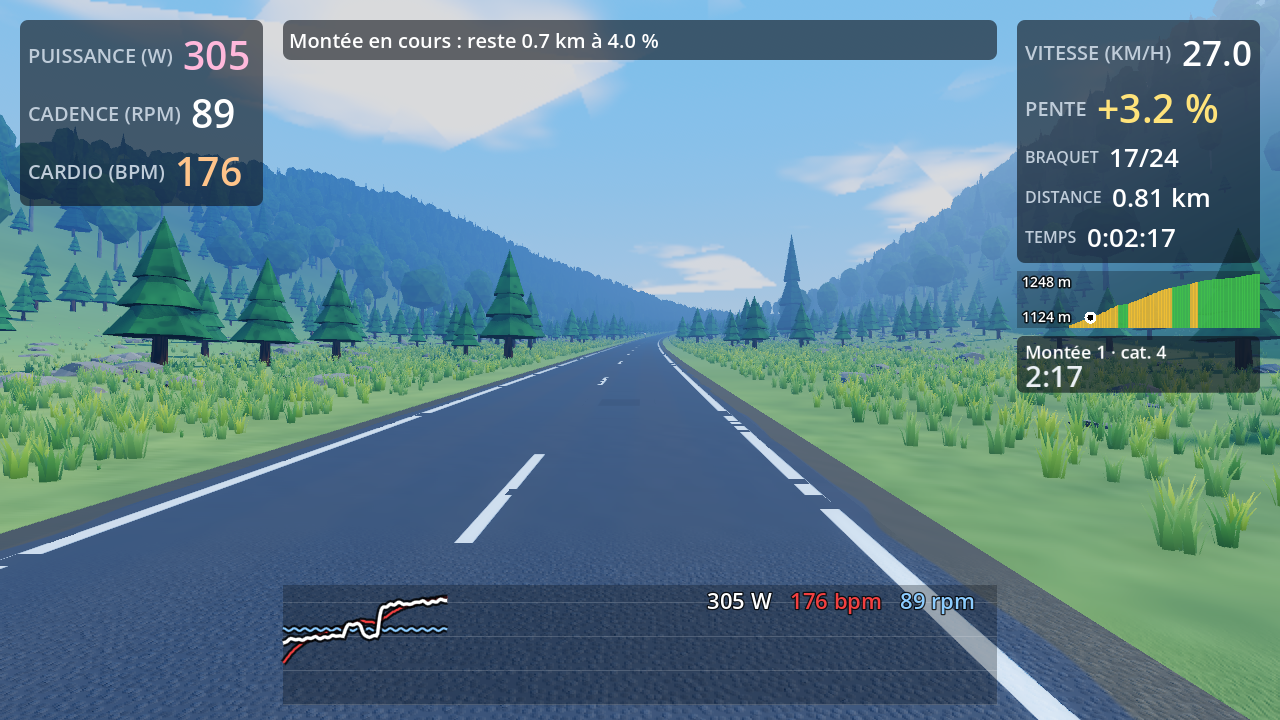 PUISSANCE (W) 305
CADENCE (RPM) 89
CARDIO (BPM) 176
Montée en cours : reste 0.7 km à 4.0 %
VITESSE (KM/H) 27.0
PENTE +3.2 %
BRAQUET 17/24
DISTANCE 0.81 km
TEMPS 0:02:17
1248 m
1124 m
Montée 1 · cat. 4
2:17
305 W 176 bpm 89 rpm